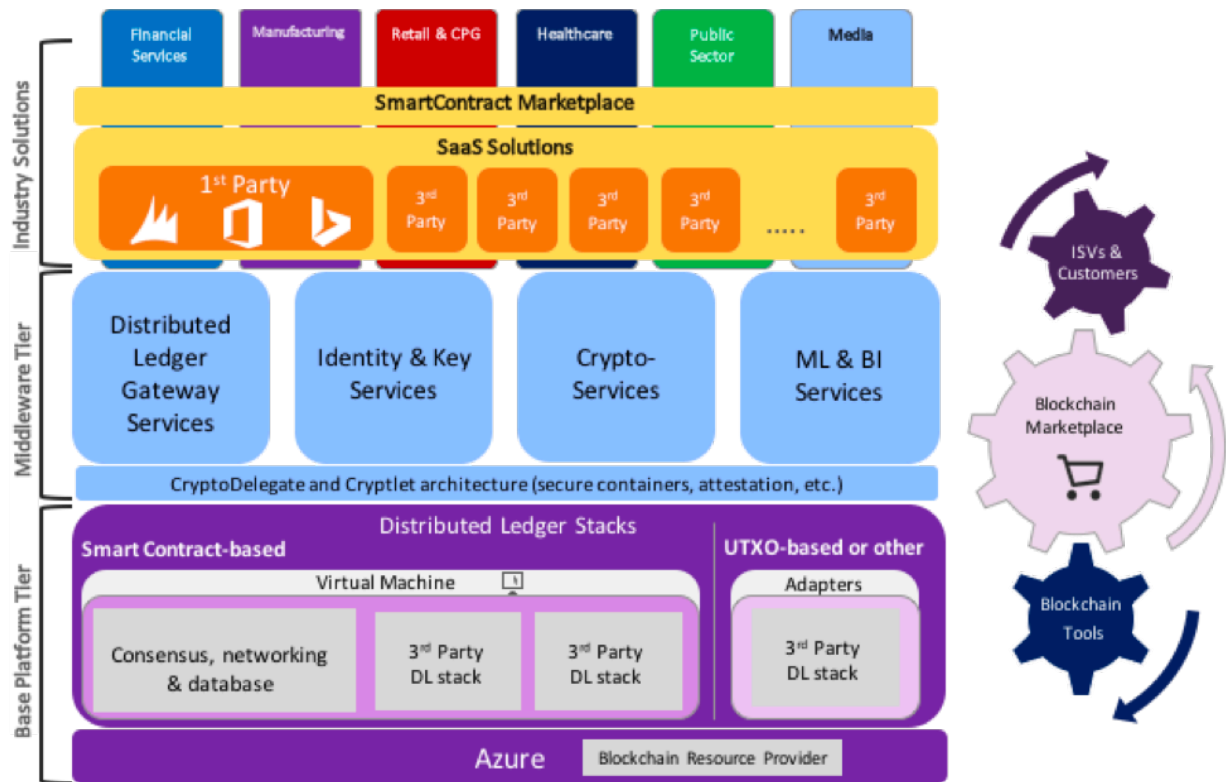 Industry Solutions
Financial
Services
Manufacturing
Retail & CPG
Healthcare
Public
Sector
Media
SmartContract Marketplace
SaaS Solutions
1st Party
3rd
Party
3rd
Party
3rd
Party
3rd
Party
.....
3rd
Party
Middleware Tier
Distributed
Ledger
Gateway
Services
Identity & Key
Services
Crypto-
Services
ML & BI
Services
CryptoDelegate and Cryptlet architecture (secure containers, attestation, etc.)
Base Platform Tier
Distributed Ledger Stacks
Smart Contract-based
Virtual Machine
Consensus, networking
& database
3rd Party
DL stack
3rd Party
DL stack
UTXO-based or other
Adapters
3rd Party
DL stack
Azure
Blockchain Resource Provider
ISVs &
Customers
Blockchain
Marketplace
Blockchain
Tools